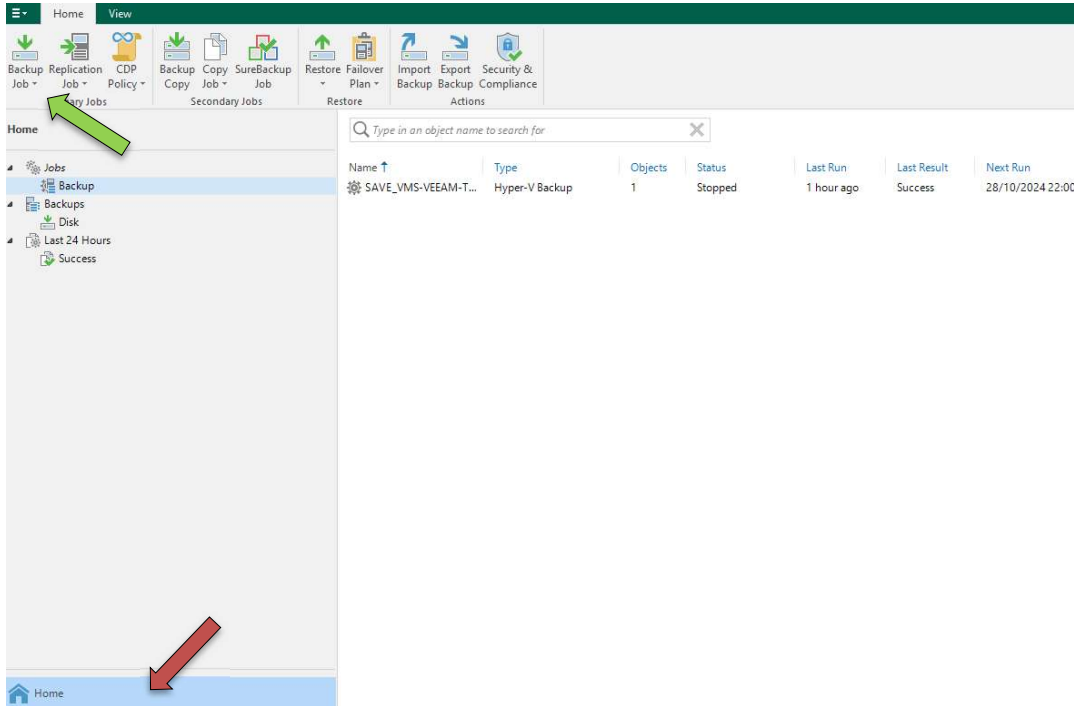 Home View
Backup Replication CDP Backup Copy SureBackup Restore Failover Import Export Security &
Job Job Policy Copy Job Job Plan Backup Backup Compliance
Jobs Secondary Jobs Restore Actions
Home
Type in an object name to search for
Jobs
Backup
Backups
Disk
Last 24 Hours
Success
Name Type Objects Status Last Run Last Result Next Run
SAVE_VMS-VEEAM-T... Hyper-V Backup 1 Stopped 1 hour ago Success 28/10/2024 22:00
Home